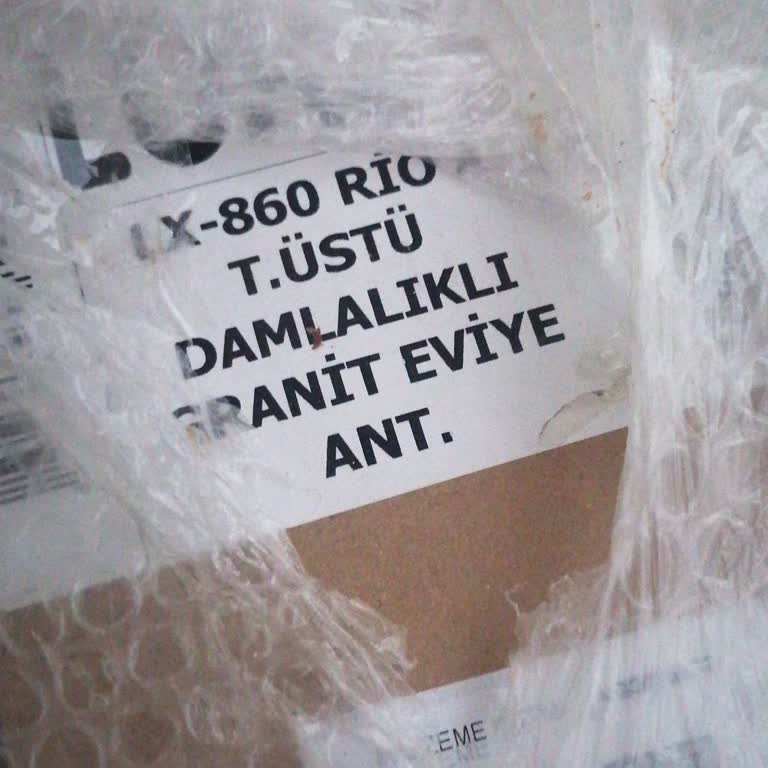 LX-860 RİO
T.ÜSTÜ
DAMLALIKLI
GRANİT EVİYE
ANT.